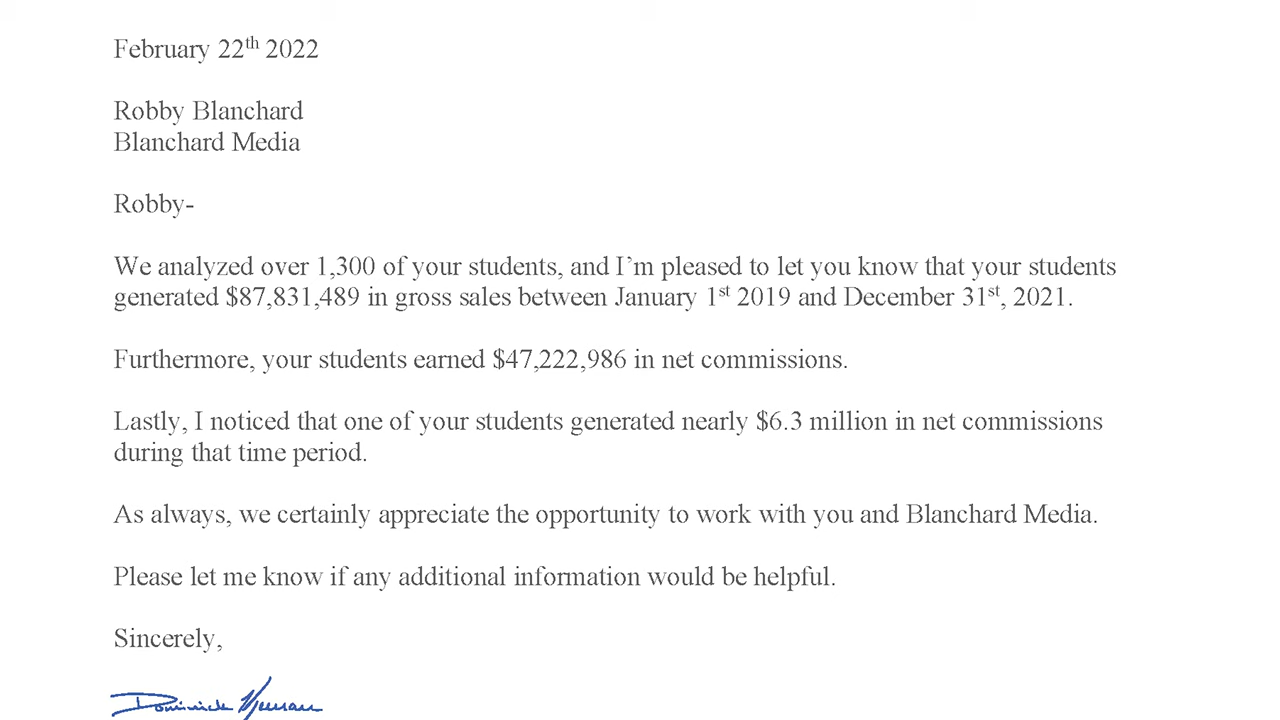 February 22th 2022
Robby Blanchard
Blanchard Media
Robby-
We analyzed over 1,300 of your students, and I’m pleased to let you know that your students
generated $87,831,489 in gross sales between January 1st 2019 and December 31st, 2021.
Furthermore, your students earned $47,222,986 in net commissions.
Lastly, I noticed that one of your students generated nearly $6.3 million in net commissions
during that time period.
As always, we certainly appreciate the opportunity to work with you and Blanchard Media.
Please let me know if any additional information would be helpful.
Sincerely,
Dominick